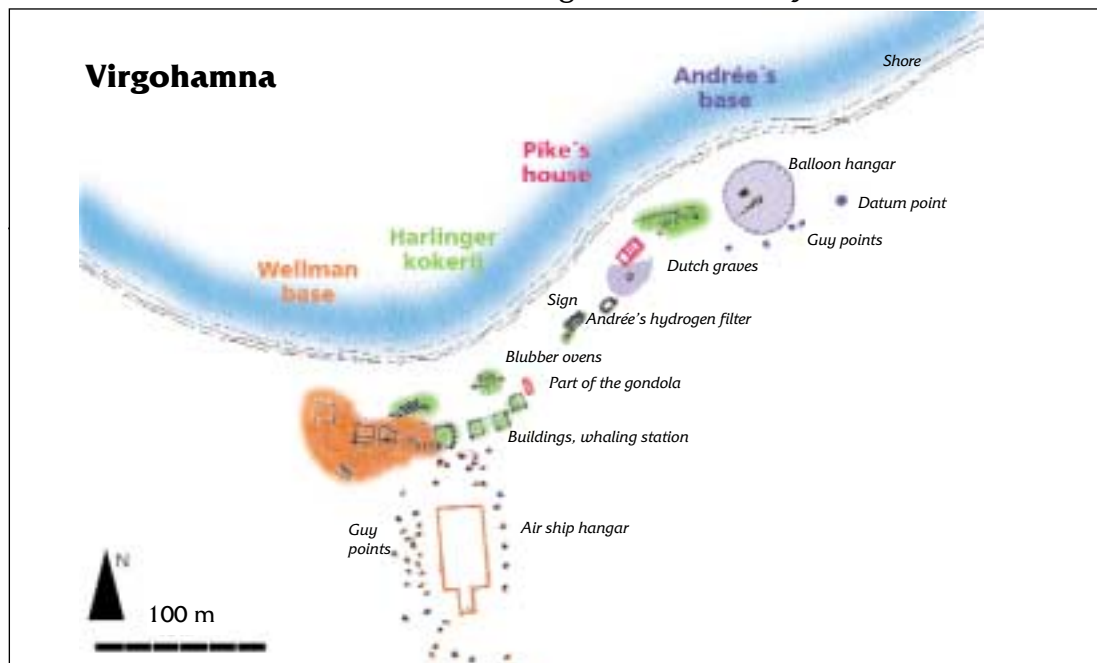 Virgohamna
Shore
Andrée's
base
Pike's
house
Balloon hangar
Datum point
Harlinger
kokerij
Guy points
Wellman
base
Dutch graves
Sign
Andrée's hydrogen filter
Blubber ovens
Part of the gondola
Buildings, whaling station
Guy
points
Air ship hangar
N
100 m